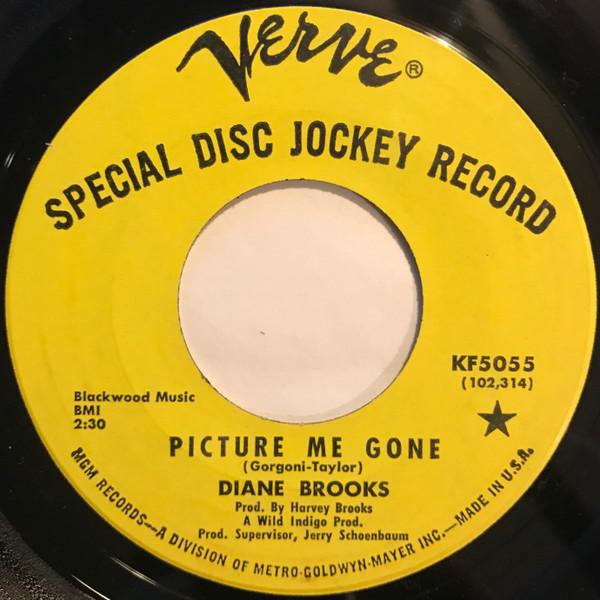 Verve®
SPECIAL DISC JOCKEY RECORD
KF5055
(102,314)
Blackwood Music
BMI
2:30
PICTURE ME GONE
(Gorgoni-Taylor)
DIANE BROOKS
Prod. By Harvey Brooks
A Wild Indigo Prod.
Prod. Supervisor, Jerry Schoenbaum
MGM RECORDS—A DIVISION OF METRO-GOLDWYN-MAYER INC.—MADE IN U.S.A.